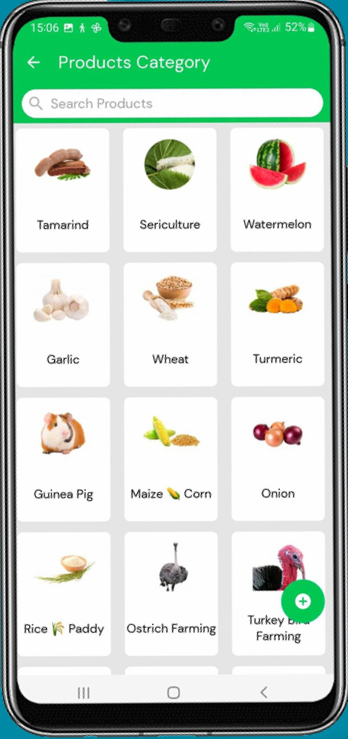 15:06 52%
Products Category
Search Products
Tamarind Sericulture Watermelon
Garlic Wheat Turmeric
Guinea Pig Maize 🌽 Corn Onion
Rice 🌾 Paddy Ostrich Farming Turkey Bird
Farming